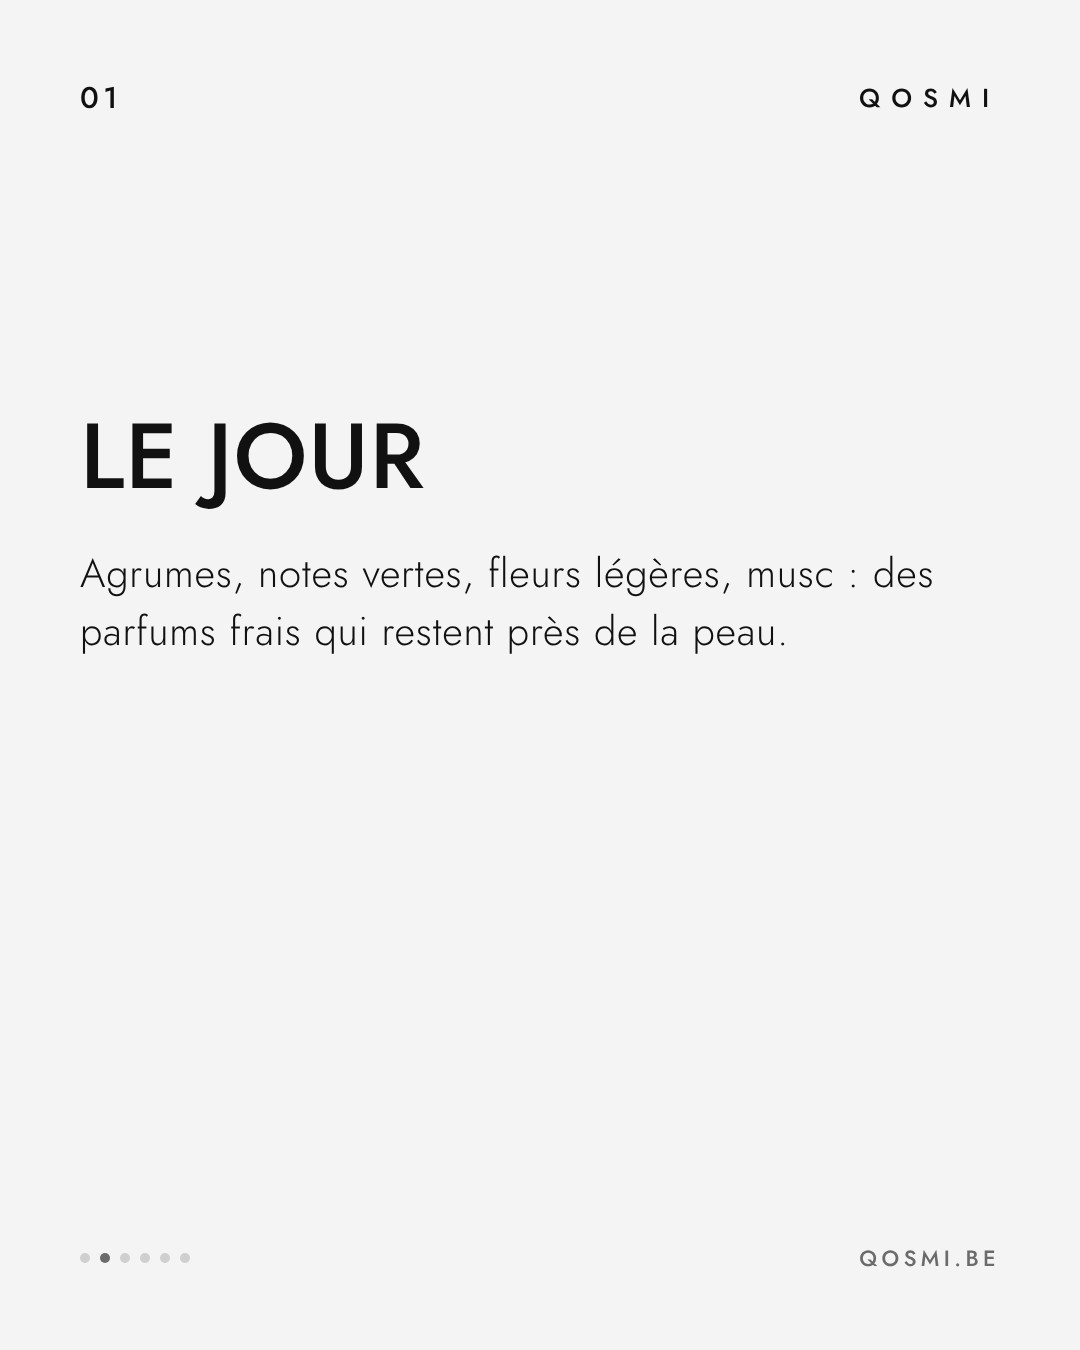 01
QOSMI
LE JOUR
Agrumes, notes vertes, fleurs légères, musc : des
parfums frais qui restent près de la peau.
QOSMI.BE